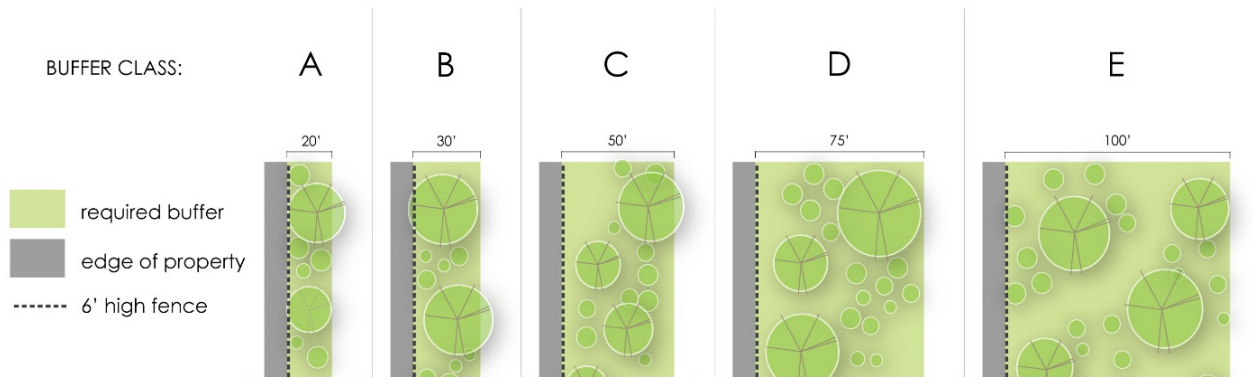 BUFFER CLASS: A B C D E
20' 30' 50' 75' 100'
required buffer
edge of property
6' high fence